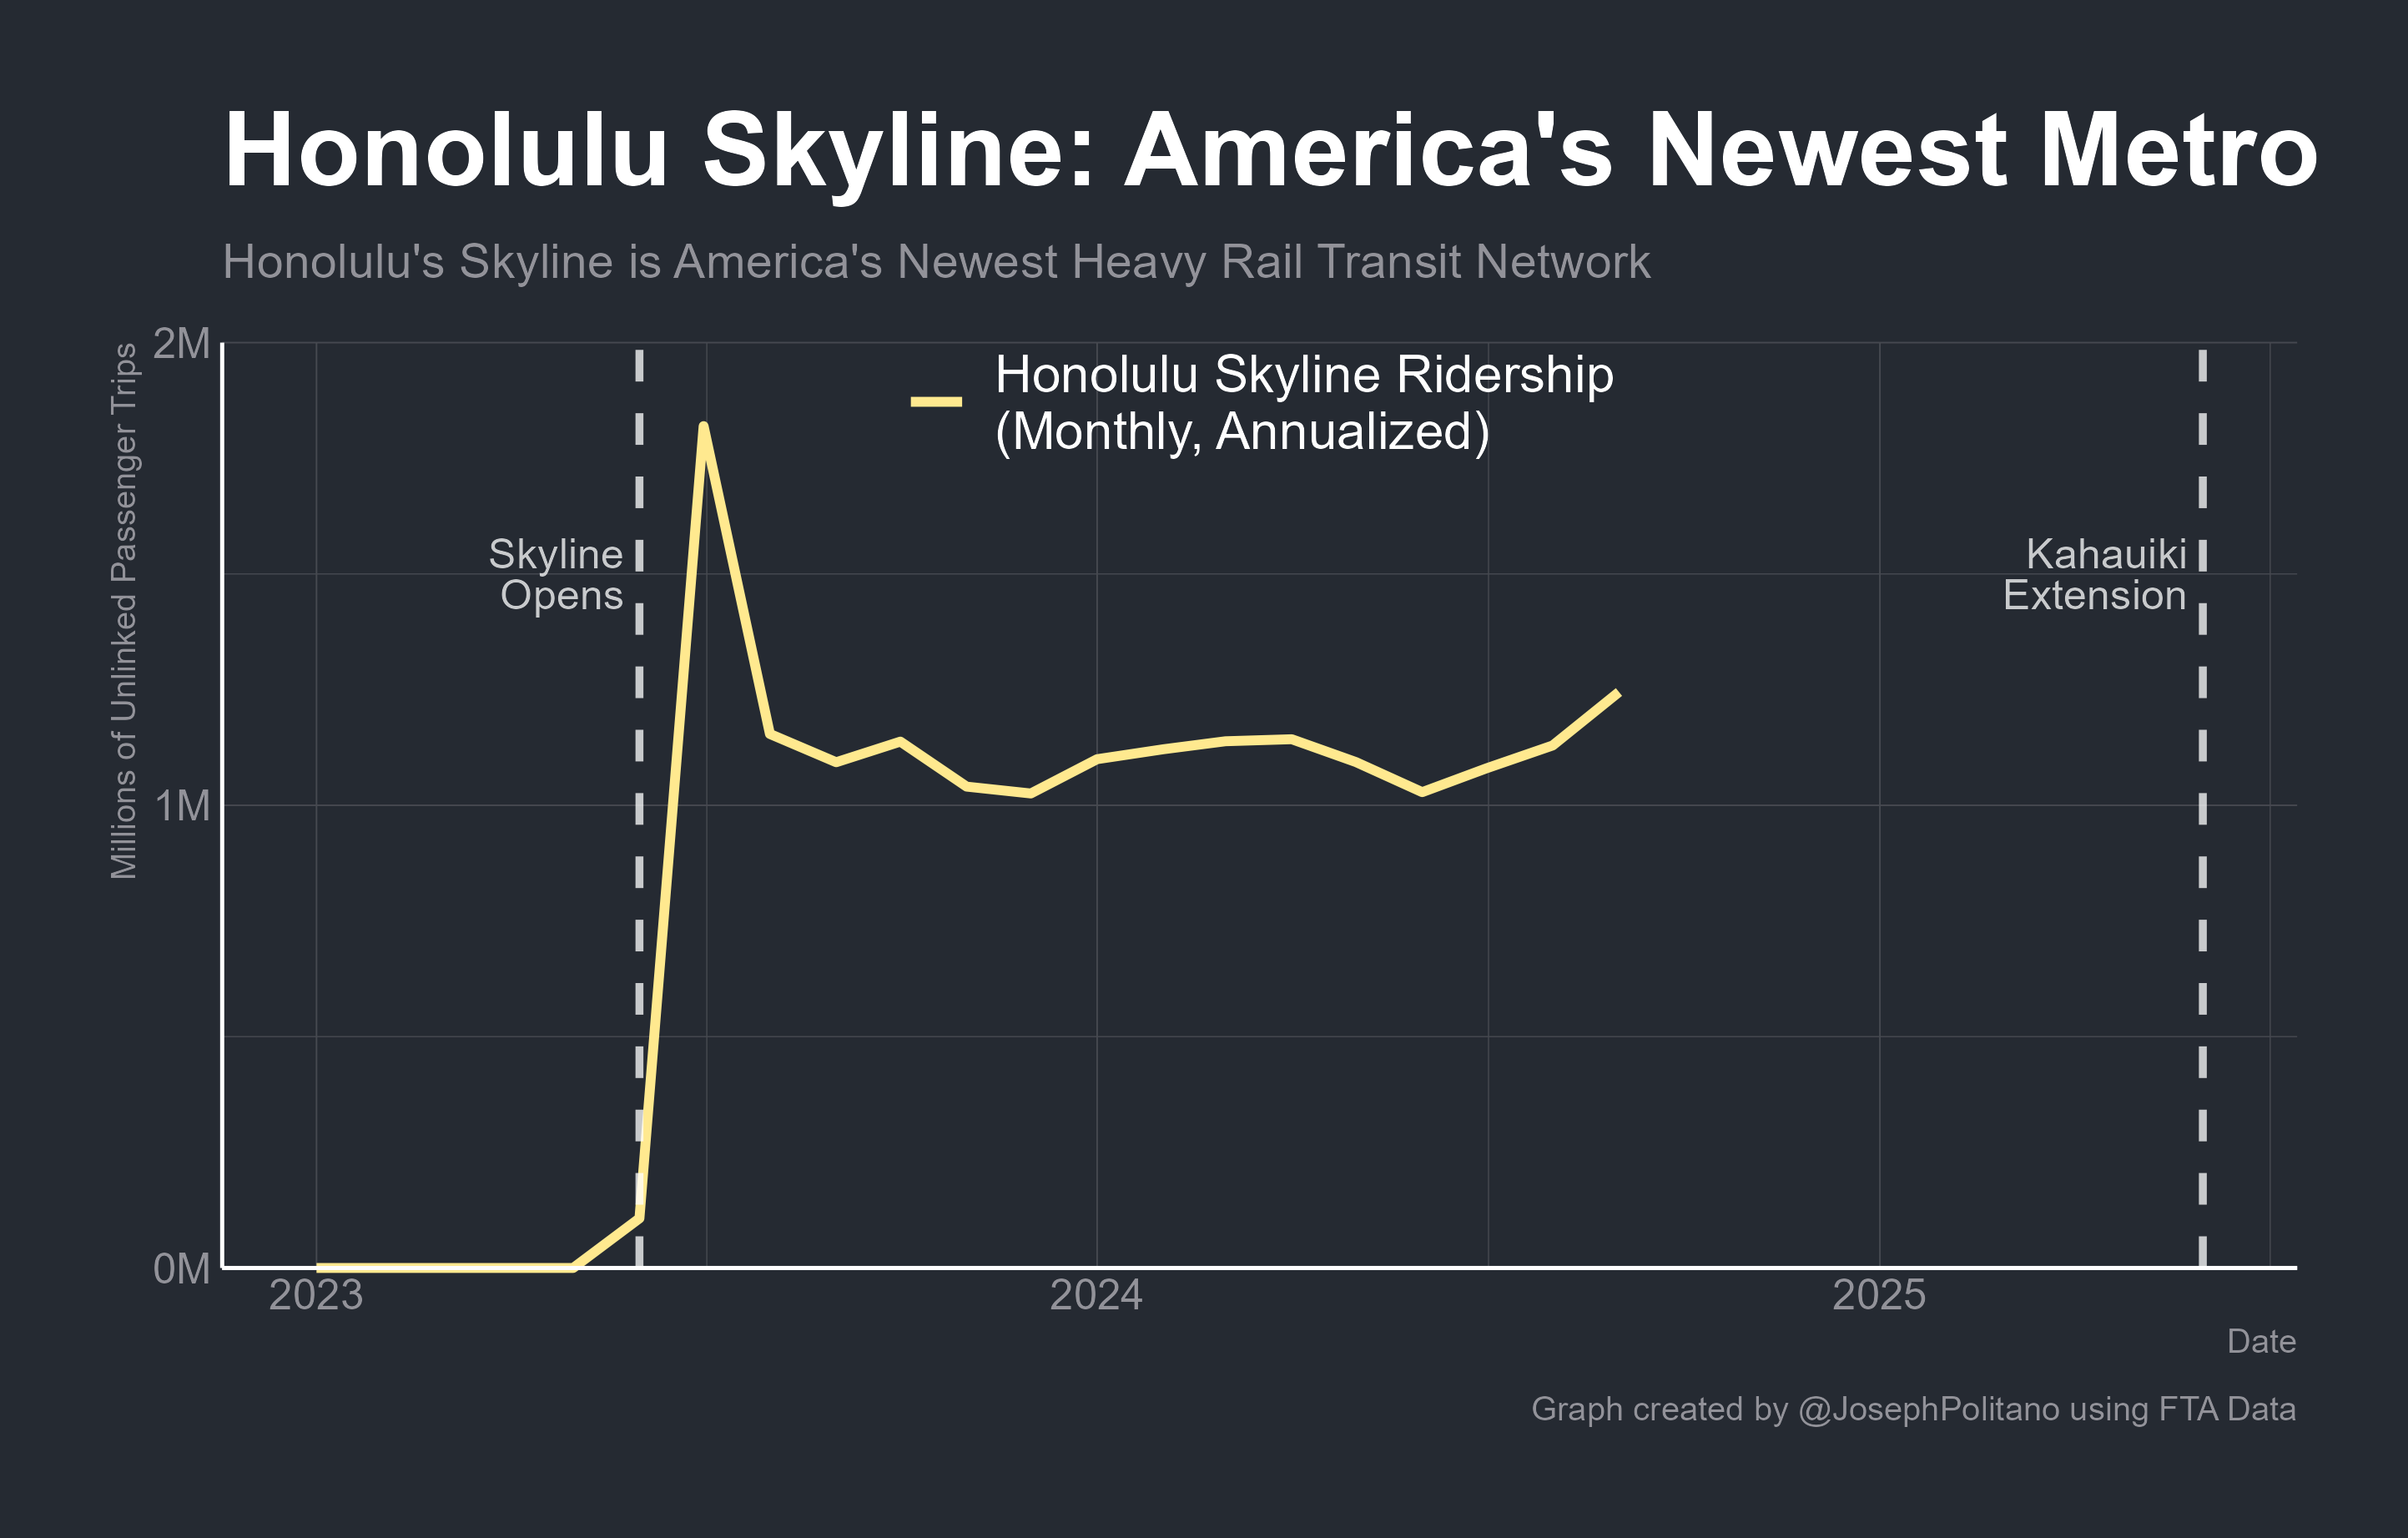 Honolulu Skyline: America's Newest Metro
Honolulu's Skyline is America's Newest Heavy Rail Transit Network
Millions of Unlinked Passenger Trips
2M
1M
0M
Honolulu Skyline Ridership
(Monthly, Annualized)
Skyline
Opens
Kahauiki
Extension
2023
2024
2025
Date
Graph created by @JosephPolitano using FTA Data